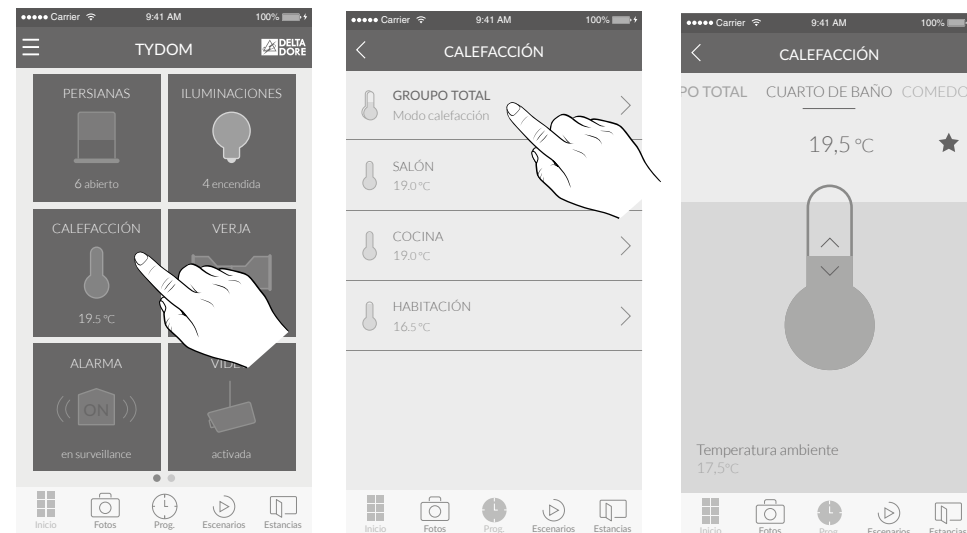 Carrier 9:41 AM 100%
TYDOM DELTA DORE
PERSIANAS ILUMINACIONES
6 abierto 4 encendida
CALEFACCIÓN VERJA
19.5 °C
ALARMA
ON
en surveillance activada
Inicio Fotos Prog. Escenarios Estancias
Carrier 9:41 AM 100%
CALEFACCIÓN
GROUPO TOTAL
Modo calefacción
SALÓN
19.0°C
COCINA
19.0°C
HABITACIÓN
16.5°C
Inicio Fotos Prog. Escenarios Estancias
Carrier 9:41 AM 100%
CALEFACCIÓN
PO TOTAL CUARTO DE BAÑO COMEDO
19,5 °C
Temperatura ambiente
17,5°C
Inicio Fotos Prog. Escenarios Estancias